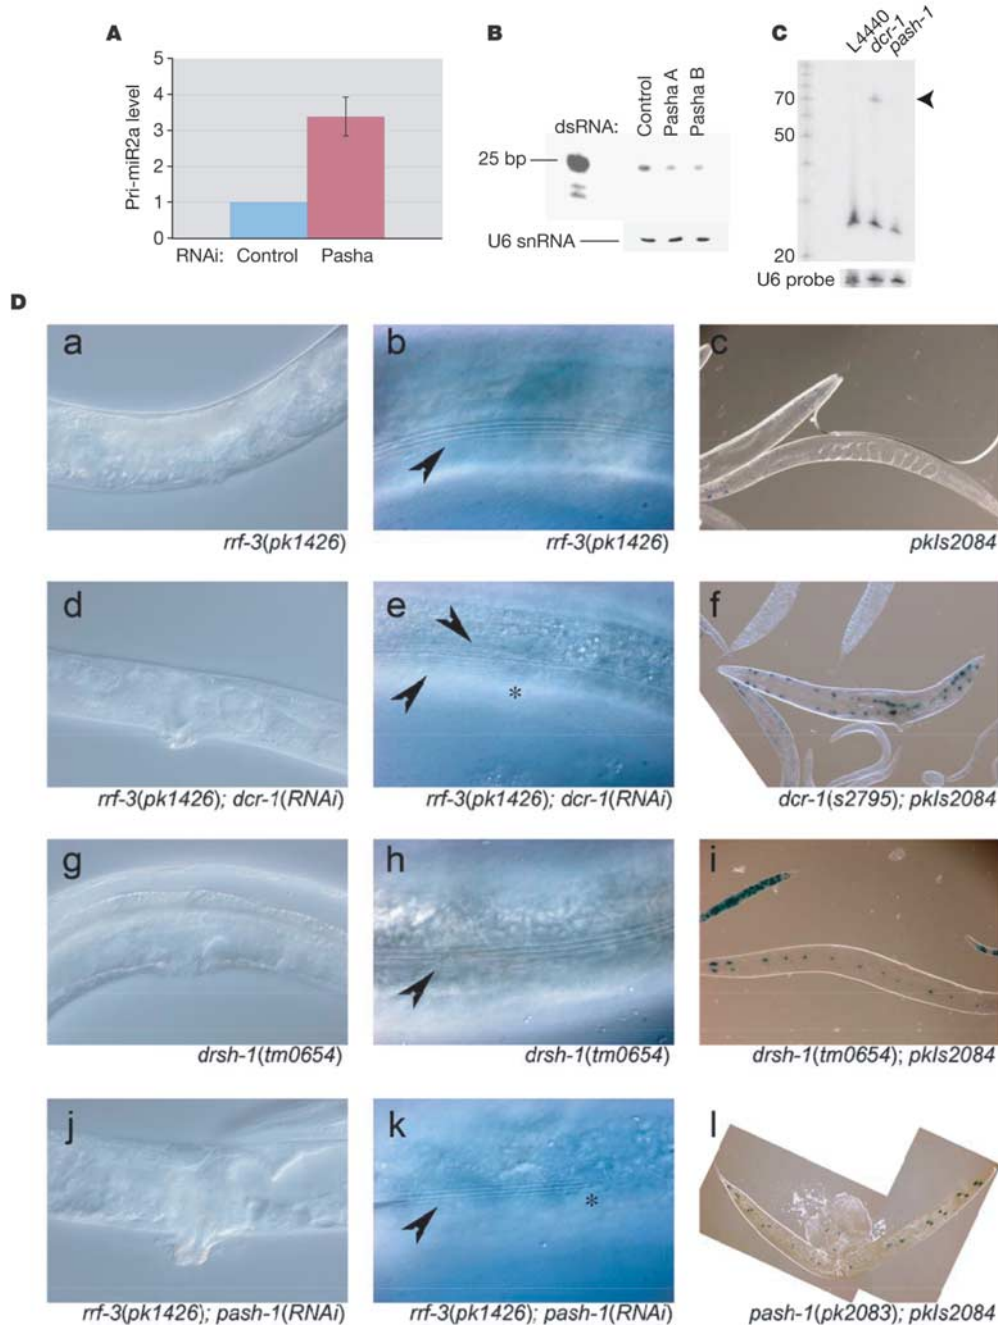 A
Pri-miR2a level
5
4
3
2
1
0
RNAi: Control Pasha
B
dsRNA: Control Pasha A Pasha B
25 bp
U6 snRNA
C
L4440 dcr-1 pash-1
70
50
20
U6 probe
D
a
rrf-3(pk1426)
b
rrf-3(pk1426)
c
pkIs2084
d
rrf-3(pk1426); dcr-1(RNAi)
e
*
rrf-3(pk1426); dcr-1(RNAi)
f
dcr-1(s2795); pkIs2084
g
drsh-1(tm0654)
h
drsh-1(tm0654)
i
drsh-1(tm0654); pkIs2084
j
rrf-3(pk1426); pash-1(RNAi)
k
*
rrf-3(pk1426); pash-1(RNAi)
l
pash-1(pk2083); pkIs2084